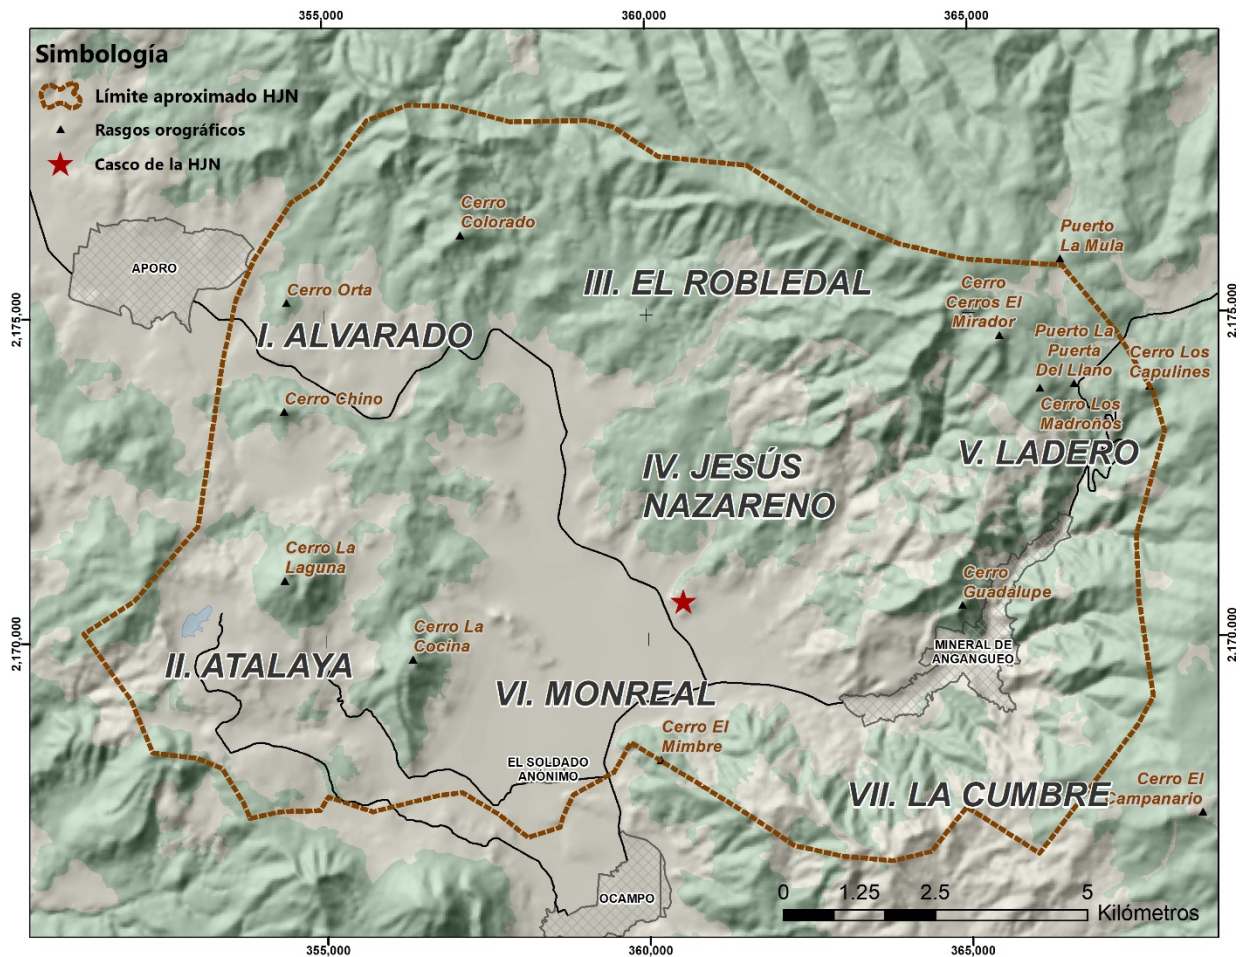 355,000
360,000
365,000
Simbología
Límite aproximado HJN
Rasgos orográficos
Casco de la HJN
2,175,000
2,170,000
2,175,000
2,170,000
Cerro
Colorado
Puerto
La Mula
APORO
Cerro Orta
III. EL ROBLEDAL
Cerro
Cerros El
Mirador
I. ALVARADO
Puerto La
Puerta
Del Llano
Cerro Los
Capulines
Cerro Chino
Cerro Los
Madroños
V. LADERO
IV. JESÚS
NAZARENO
Cerro La
Laguna
Cerro
Guadalupe
Cerro La
Cocina
MINERAL DE
ANGANGUEO
II. ATALAYA
VI. MONREAL
Cerro El
Mimbre
EL SOLDADO
ANÓNIMO
VII. LA CUMBRE
Cerro El
Campanario
OCAMPO
0
1.25
2.5
5
Kilómetros
355,000
360,000
365,000